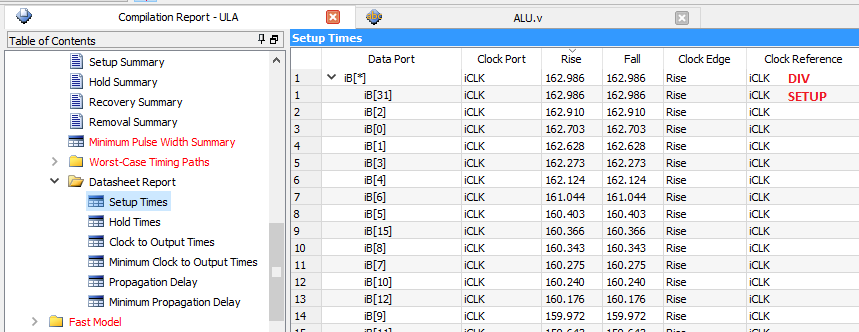 Compilation Report - ULA
ALU.v
Table of Contents
Setup Summary
Hold Summary
Recovery Summary
Removal Summary
Minimum Pulse Width Summary
Worst-Case Timing Paths
Datasheet Report
Setup Times
Hold Times
Clock to Output Times
Minimum Clock to Output Times
Propagation Delay
Minimum Propagation Delay
Fast Model
Setup Times
Data Port Clock Port Rise Fall Clock Edge Clock Reference
1 iB[*] iCLK 162.986 162.986 Rise iCLK DIV
1 iB[31] iCLK 162.986 162.986 Rise iCLK SETUP
2 iB[2] iCLK 162.910 162.910 Rise iCLK
3 iB[0] iCLK 162.703 162.703 Rise iCLK
4 iB[1] iCLK 162.628 162.628 Rise iCLK
5 iB[3] iCLK 162.273 162.273 Rise iCLK
6 iB[4] iCLK 162.124 162.124 Rise iCLK
7 iB[6] iCLK 161.044 161.044 Rise iCLK
8 iB[5] iCLK 160.403 160.403 Rise iCLK
9 iB[15] iCLK 160.366 160.366 Rise iCLK
10 iB[8] iCLK 160.343 160.343 Rise iCLK
11 iB[7] iCLK 160.275 160.275 Rise iCLK
12 iB[10] iCLK 160.240 160.240 Rise iCLK
13 iB[12] iCLK 160.176 160.176 Rise iCLK
14 iB[9] iCLK 159.972 159.972 Rise iCLK